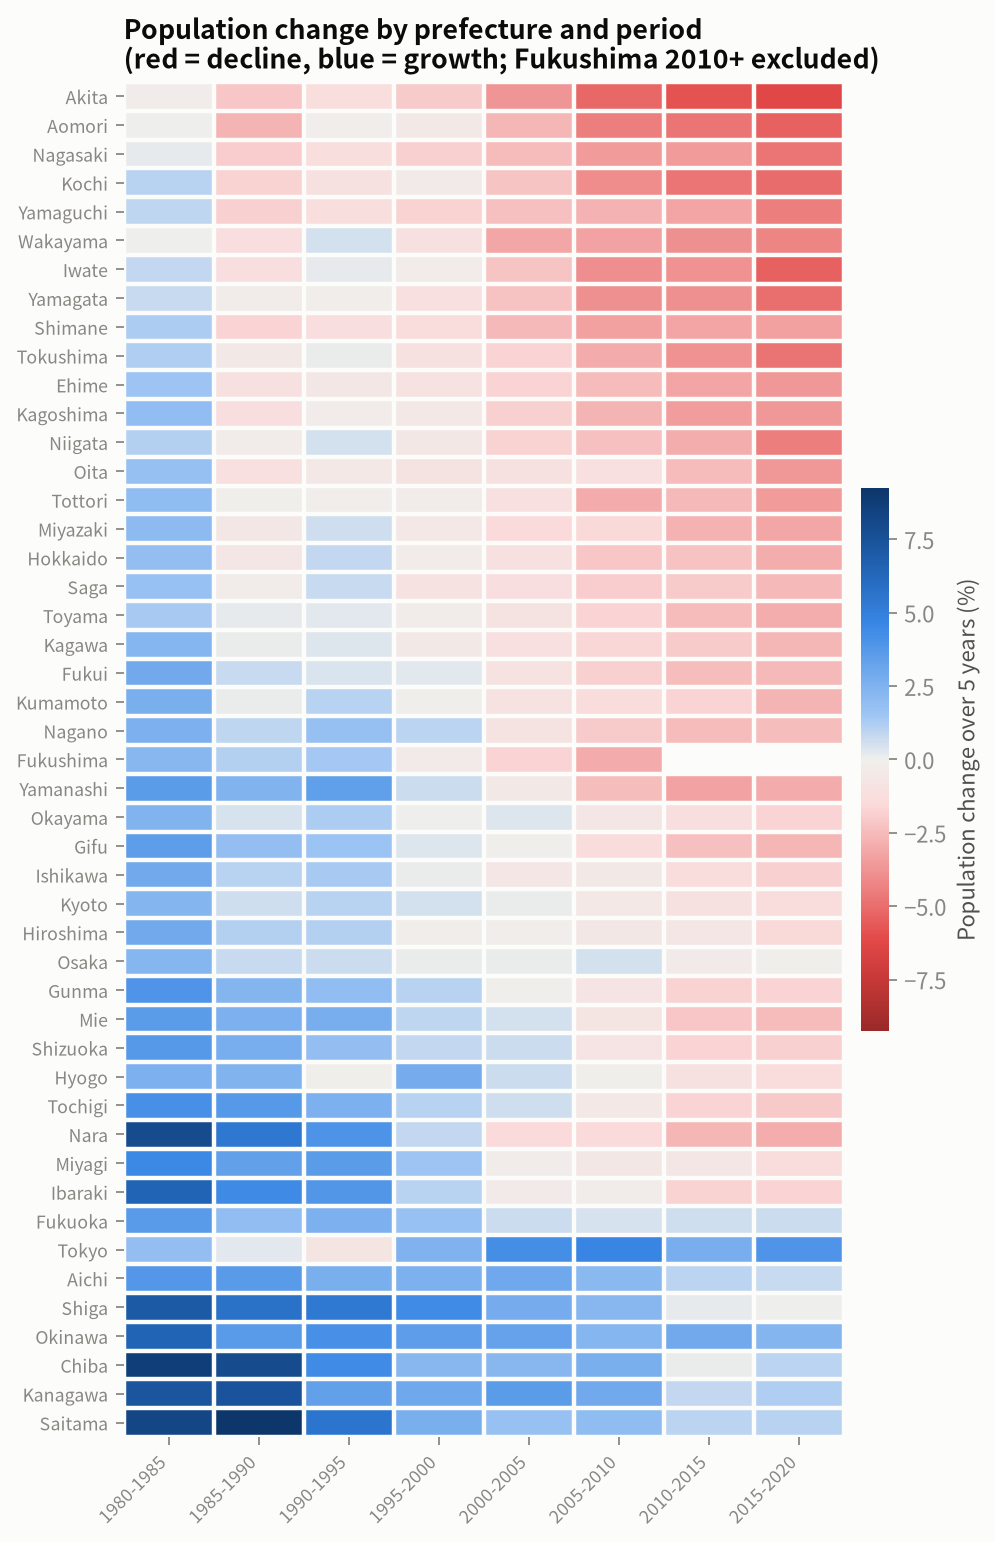 Population change by prefecture and period
(red = decline, blue = growth; Fukushima 2010+ excluded)
Akita
Aomori
Nagasaki
Kochi
Yamaguchi
Wakayama
Iwate
Yamagata
Shimane
Tokushima
Ehime
Kagoshima
Niigata
Oita
Tottori
Miyazaki
Hokkaido
Saga
Toyama
Kagawa
Fukui
Kumamoto
Nagano
Fukushima
Yamanashi
Okayama
Gifu
Ishikawa
Kyoto
Hiroshima
Osaka
Gunma
Mie
Shizuoka
Hyogo
Tochigi
Nara
Miyagi
Ibaraki
Fukuoka
Tokyo
Aichi
Shiga
Okinawa
Chiba
Kanagawa
Saitama
1980-1985
1985-1990
1990-1995
1995-2000
2000-2005
2005-2010
2010-2015
2015-2020
7.5
5.0
2.5
0.0
−2.5
−5.0
−7.5
Population change over 5 years (%)